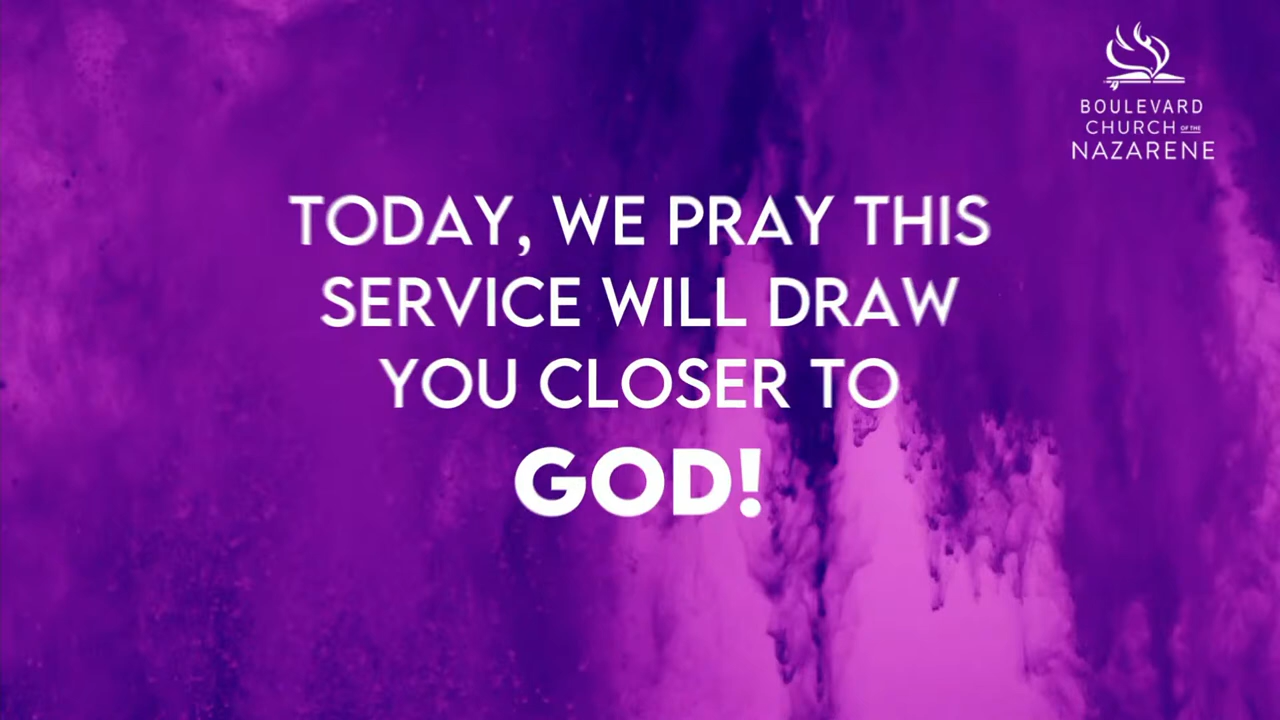 BOULEVARD
CHURCH OF THE
NAZARENE
TODAY, WE PRAY THIS
SERVICE WILL DRAW
YOU CLOSER TO
GOD!